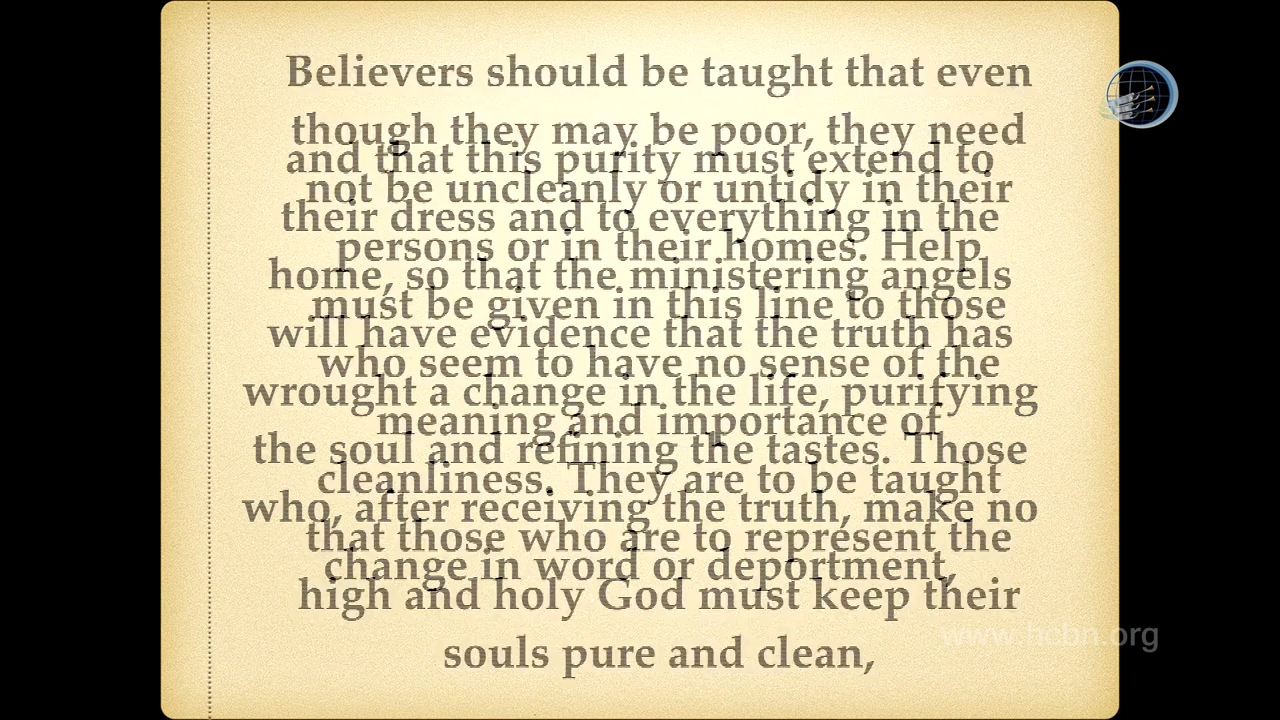 Believers should be taught that even
though they may be poor, they need
not be uncleanly or untidy in their
persons or in their homes. Help
must be given in this line to those
who seem to have no sense of the
meaning and importance of
cleanliness. They are to be taught
that those who are to represent the
high and holy God must keep their
souls pure and clean,
and that this purity must extend to
their dress and to everything in the
home, so that the ministering angels
will have evidence that the truth has
wrought a change in the life, purifying
the soul and refining the tastes. Those
who, after receiving the truth, make no
change in word or deportment,
www.hcbn.org